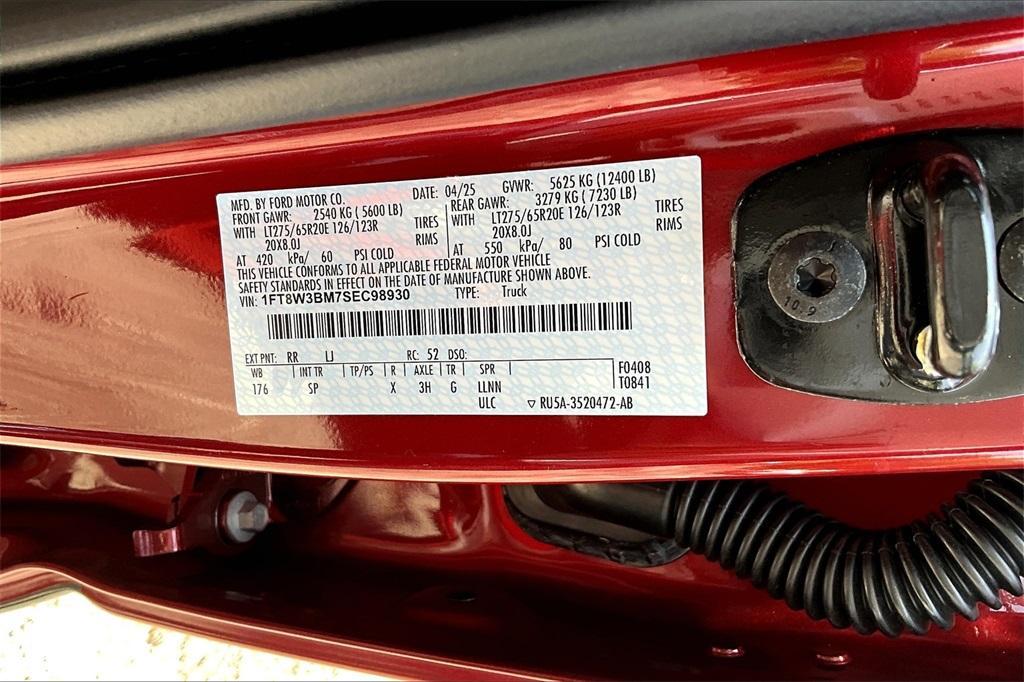 MFD. BY FORD MOTOR CO. DATE: 04/25 GVWR: 5625 KG (12400 LB)
FRONT GAWR: 2540 KG ( 5600 LB) REAR GAWR: 3279 KG ( 7230 LB)
WITH LT275/65R20E 126/123R TIRES WITH LT275/65R20E 126/123R TIRES
20X8.0J RIMS 20X8.0J RIMS
AT 420 kPa/ 60 PSI COLD AT 550 kPa/ 80 PSI COLD
THIS VEHICLE CONFORMS TO ALL APPLICABLE FEDERAL MOTOR VEHICLE
SAFETY STANDARDS IN EFFECT ON THE DATE OF MANUFACTURE SHOWN ABOVE.
VIN: 1FT8W3BM7SEC98930 TYPE: Truck
EXT PNT: RR LJ RC: 52 DSO:
WB INT TR TP/PS R AXLE TR SPR F0408
176 SP X 3H G LLNN T0841
ULC ▽ RU5A-3520472-AB
10.9